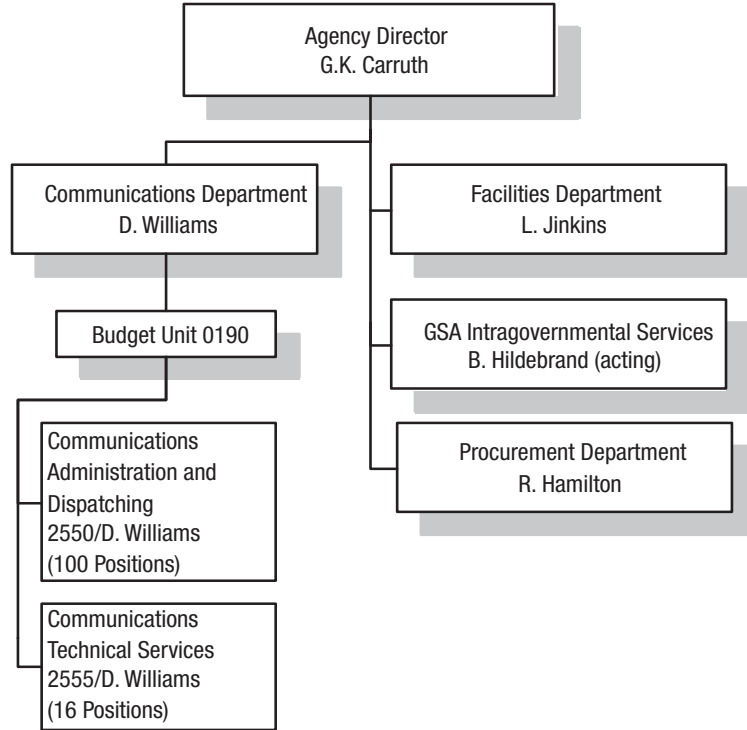 Agency Director
G.K. Carruth
Communications Department
D. Williams
Facilities Department
L. Jinkins
Budget Unit 0190
GSA Intragovernmental Services
B. Hildebrand (acting)
Communications
Administration and
Dispatching
2550/D. Williams
(100 Positions)
Procurement Department
R. Hamilton
Communications
Technical Services
2555/D. Williams
(16 Positions)